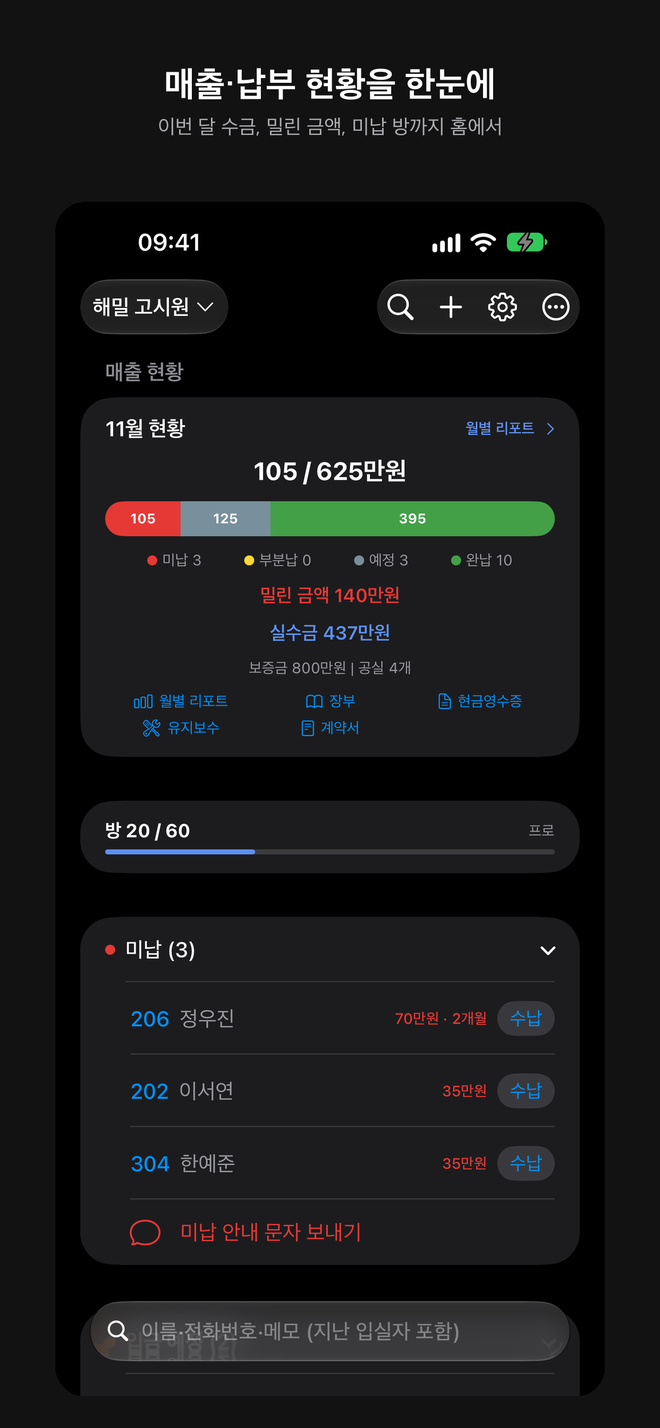 매출·납부 현황을 한눈에
이번 달 수금, 밀린 금액, 미납 방까지 홈에서
09:41
해밀 고시원
매출 현황
11월 현황 월별 리포트
105 / 625만원
105 125 395
미납 3 부분납 0 예정 3 완납 10
밀린 금액 140만원
실수금 437만원
보증금 800만원 | 공실 4개
월별 리포트 장부 현금영수증
유지보수 계약서
방 20 / 60 프로
미납 (3)
206 정우진 70만원 · 2개월 수납
202 이서연 35만원 수납
304 한예준 35만원 수납
미납 안내 문자 보내기
이름·전화번호·메모 (지난 입실자 포함)